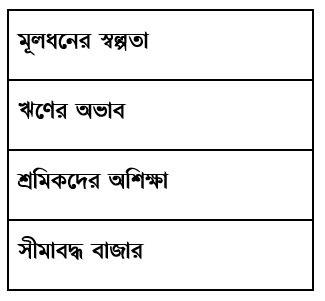 মূলধনের স্বল্পতা
ঋণের অভাব
শ্রমিকদের অশিক্ষা
সীমাবদ্ধ বাজার